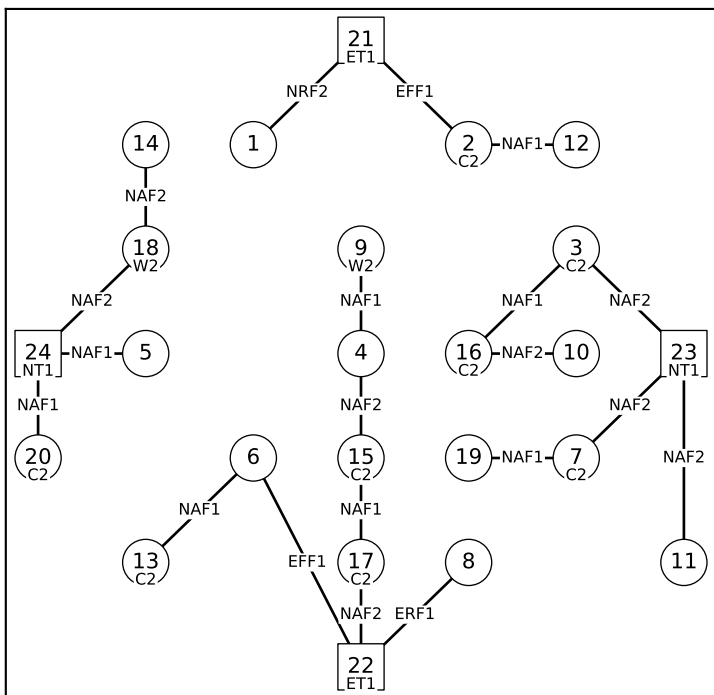 21
ET1
NRF2 EFF1
14 1 2 NAF1 12
C2
NAF2
18 9 3
W2 W2 C2
NAF2 NAF1 NAF1 NAF2
24 NAF1 5 4 16 NAF2 10 23
NT1 C2 NT1
NAF1 NAF2 NAF2
20 6 15 19 NAF1 7 NAF2
C2 C2 C2
NAF1 NAF1
13 EFF1 17 8 11
C2 C2
NAF2 ERF1
22
ET1